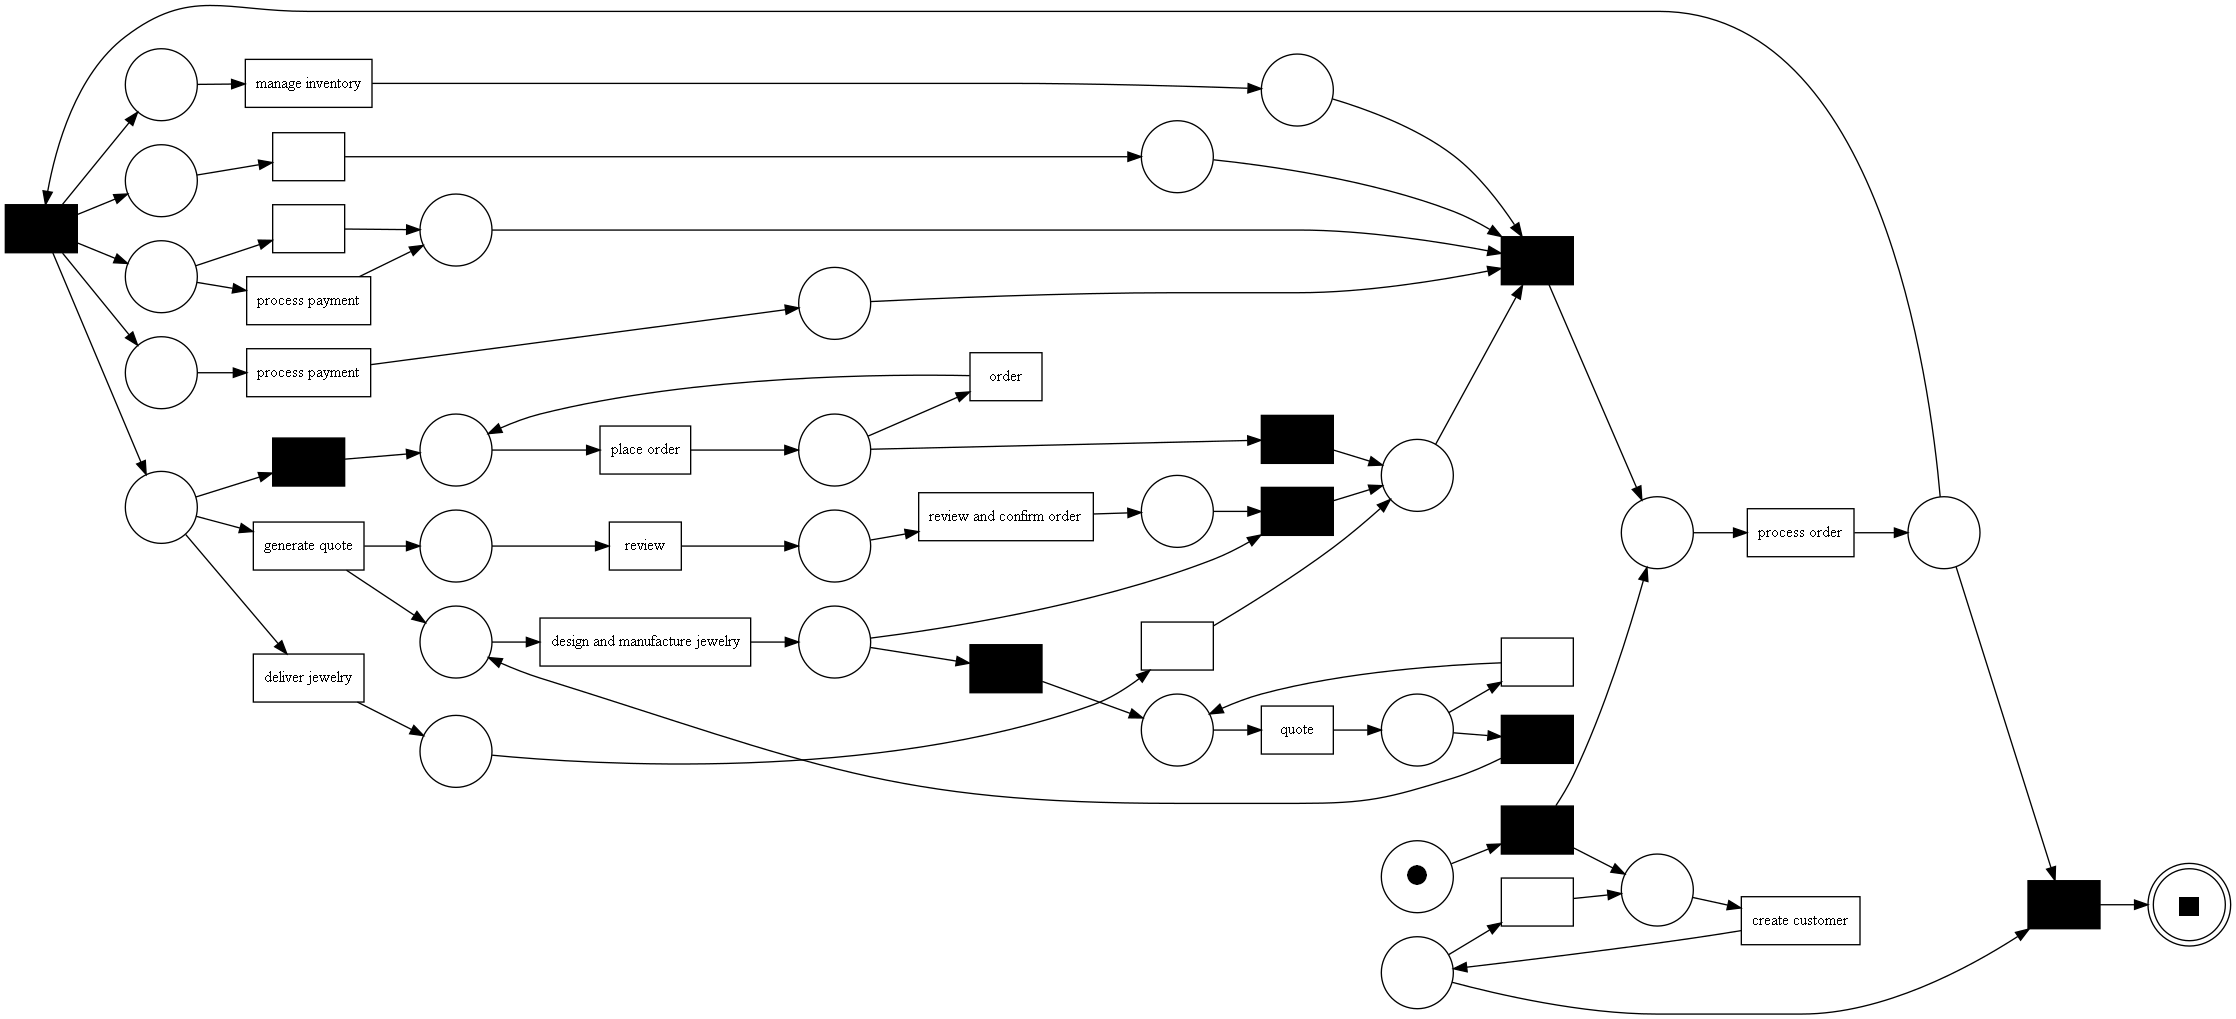 manage inventory
process payment
process payment
order
place order
review and confirm order
process order
generate quote
review
design and manufacture jewelry
deliver jewelry
quote
create customer